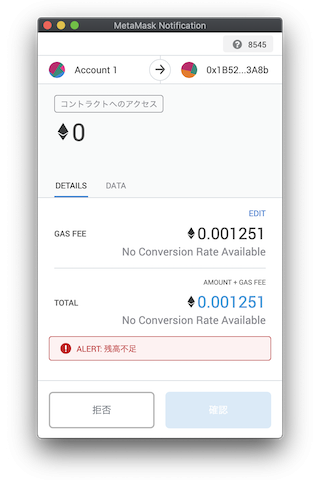 MetaMask Notification
8545
Account 1
0x1B52...3A8b
コントラクトへのアクセス
0
DETAILS
DATA
EDIT
GAS FEE
0.001251
No Conversion Rate Available
AMOUNT + GAS FEE
TOTAL
0.001251
No Conversion Rate Available
ALERT: 残高不足
拒否
確認